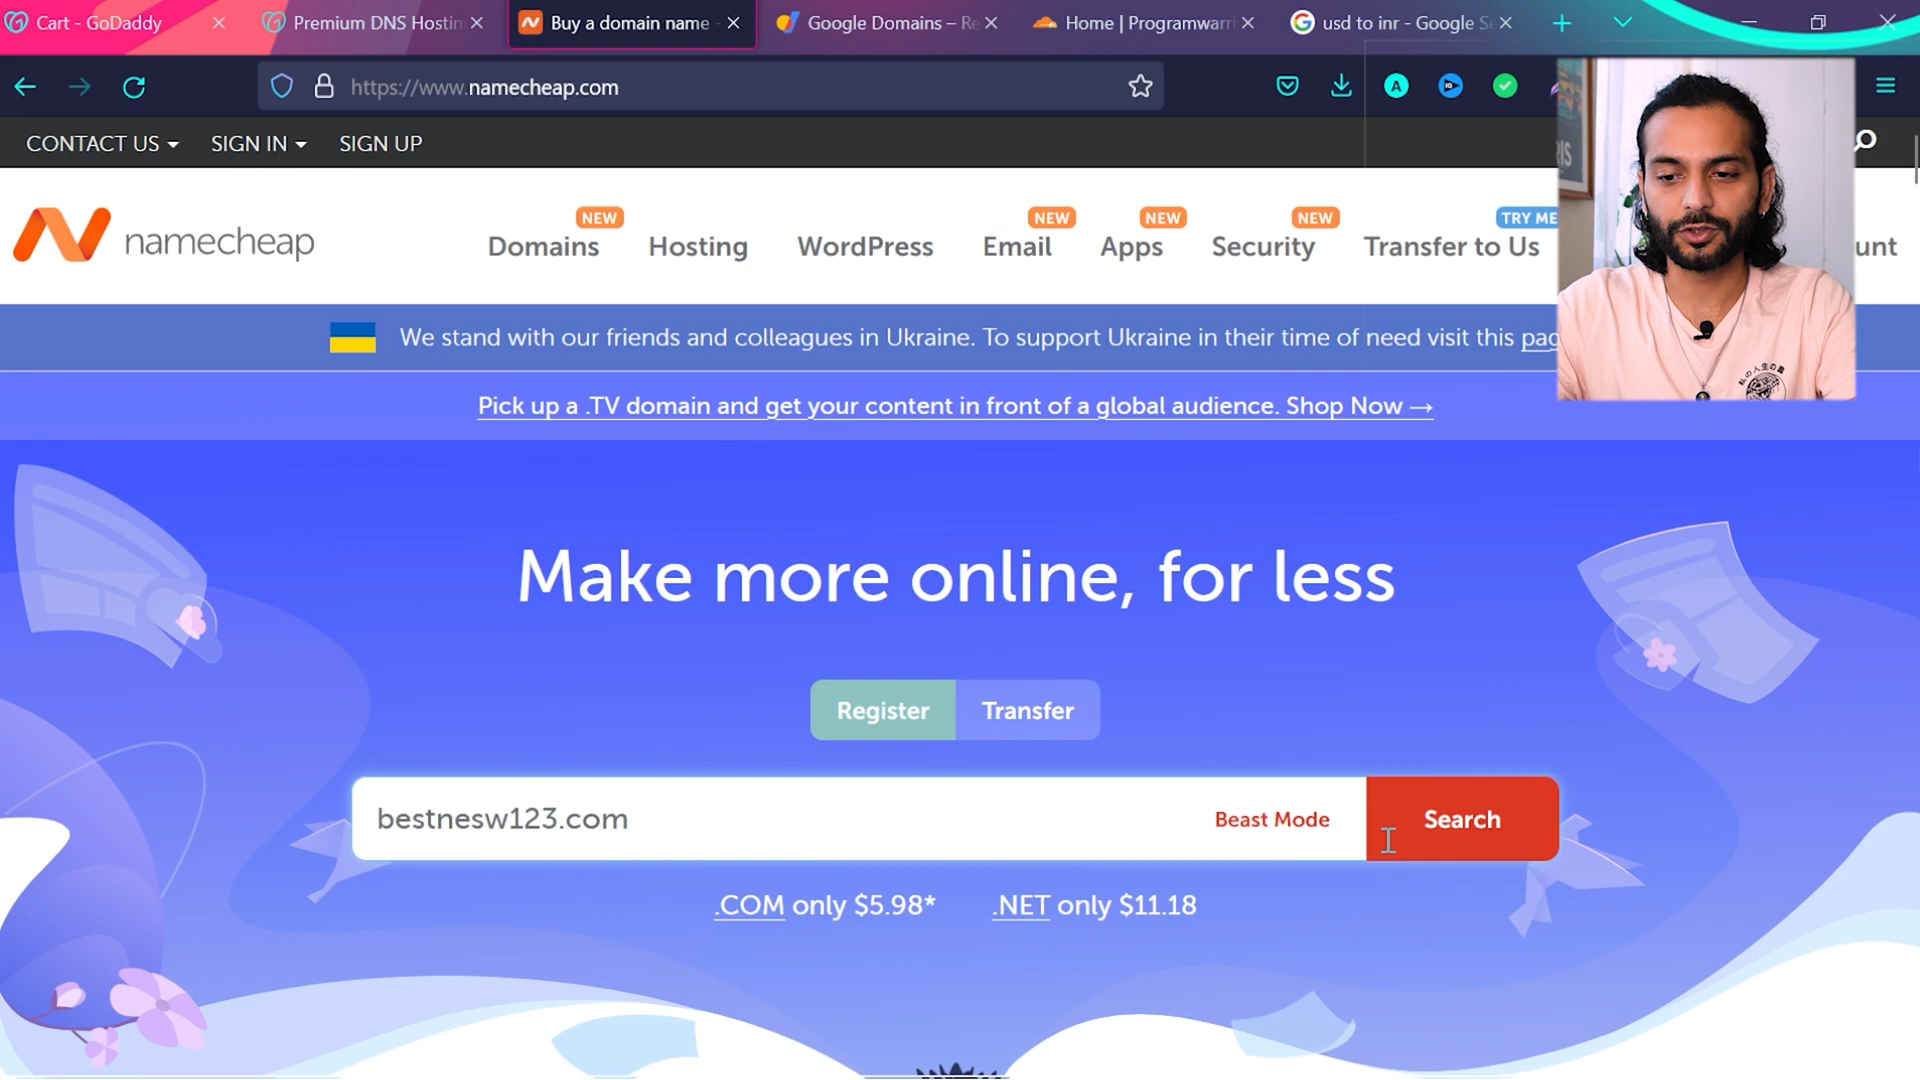 Cart - GoDaddy
Premium DNS Hostin
Buy a domain name -
Google Domains – Re
Home | Programwarri
usd to inr - Google Se
https://www.namecheap.com
CONTACT US
SIGN IN
SIGN UP
namecheap
NEW
NEW
NEW
NEW
TRY ME
Domains
Hosting
WordPress
Email
Apps
Security
Transfer to Us
unt
We stand with our friends and colleagues in Ukraine. To support Ukraine in their time of need visit this pag
Pick up a .TV domain and get your content in front of a global audience. Shop Now →
Make more online, for less
Register
Transfer
bestnesw123.com
Beast Mode
Search
.COM only $5.98*
.NET only $11.18